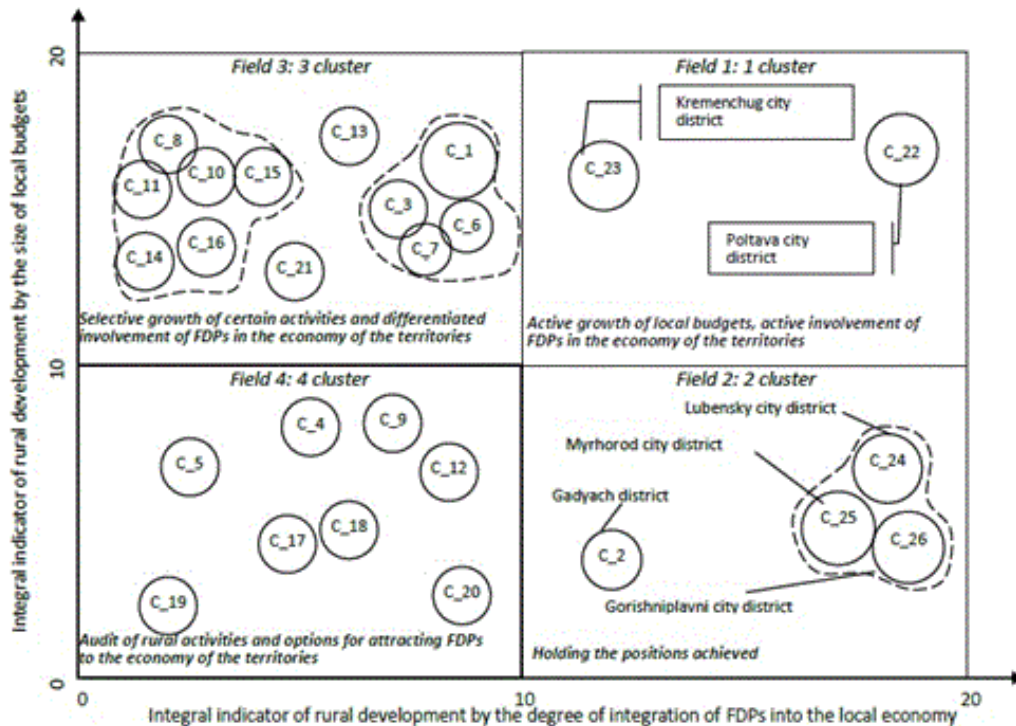 Integral indicator of rural development by the size of local budgets
20
10
0
Field 3: 3 cluster
C_8
C_13
C_1
C_11
C_10
C_15
C_3
C_6
C_7
C_14
C_16
C_21
Selective growth of certain activities and differentiated
involvement of FDPs in the economy of the territories
Field 1: 1 cluster
Kremenchug city
district
C_23
C_22
Poltava city
district
Active growth of local budgets, active involvement of
FDPs in the economy of the territories
Field 4: 4 cluster
C_4
C_9
C_5
C_12
C_17
C_18
C_19
C_20
Audit of rural activities and options for attracting FDPs
to the economy of the territories
Field 2: 2 cluster
Lubensky city district
Myrhorod city district
C_24
Gadyach district
C_25
C_26
C_2
Gorishniplavni city district
Holding the positions achieved
0
10
20
Integral indicator of rural development by the degree of integration of FDPs into the local economy